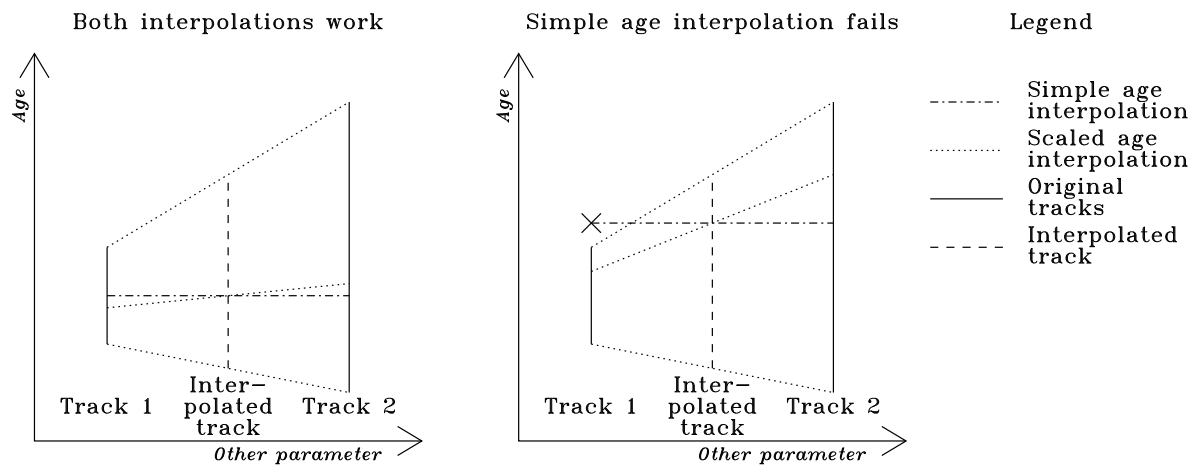 Both interpolations work
Age
Track 1
Inter-
polated
track
Track 2
Other parameter
Simple age interpolation fails
Age
Track 1
Inter-
polated
track
Track 2
Other parameter
Legend
Simple age
interpolation
Scaled age
interpolation
Original
tracks
Interpolated
track